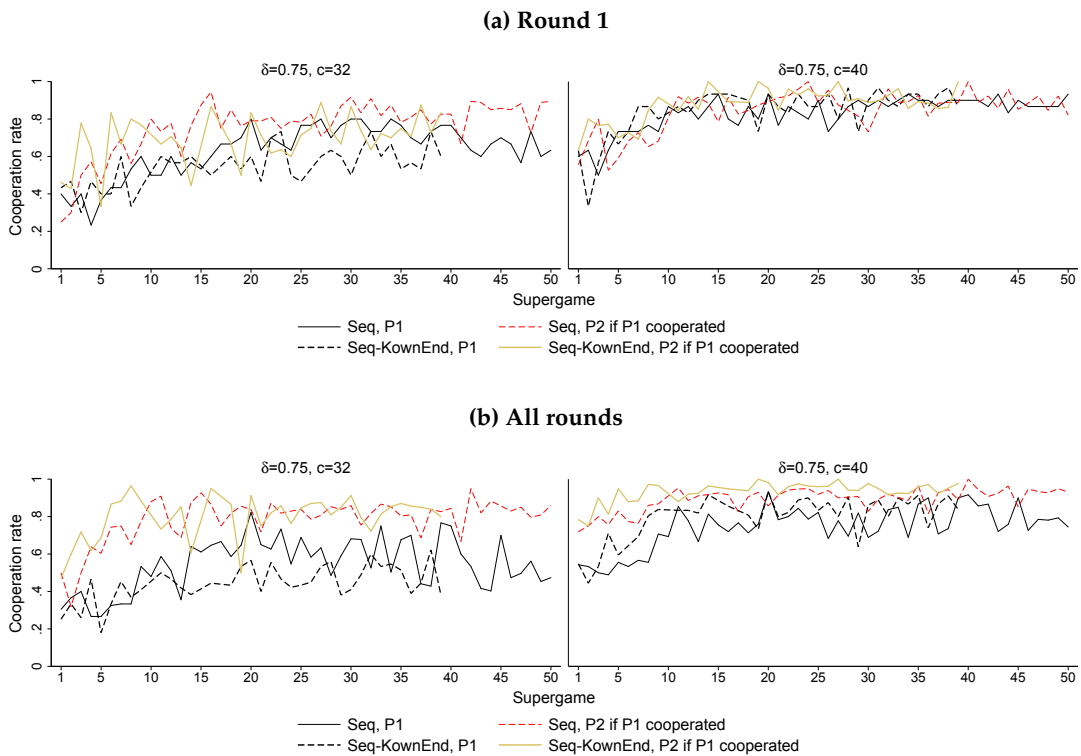 (a) Round 1
δ=0.75, c=32
δ=0.75, c=40
Cooperation rate
0 .2 .4 .6 .8 1
1 5 10 15 20 25 30 35 40 45 50
1 5 10 15 20 25 30 35 40 45 50
Supergame
Seq, P1
Seq, P2 if P1 cooperated
Seq-KownEnd, P1
Seq-KownEnd, P2 if P1 cooperated
(b) All rounds
δ=0.75, c=32
δ=0.75, c=40
Cooperation rate
0 .2 .4 .6 .8 1
1 5 10 15 20 25 30 35 40 45 50
1 5 10 15 20 25 30 35 40 45 50
Supergame
Seq, P1
Seq, P2 if P1 cooperated
Seq-KownEnd, P1
Seq-KownEnd, P2 if P1 cooperated